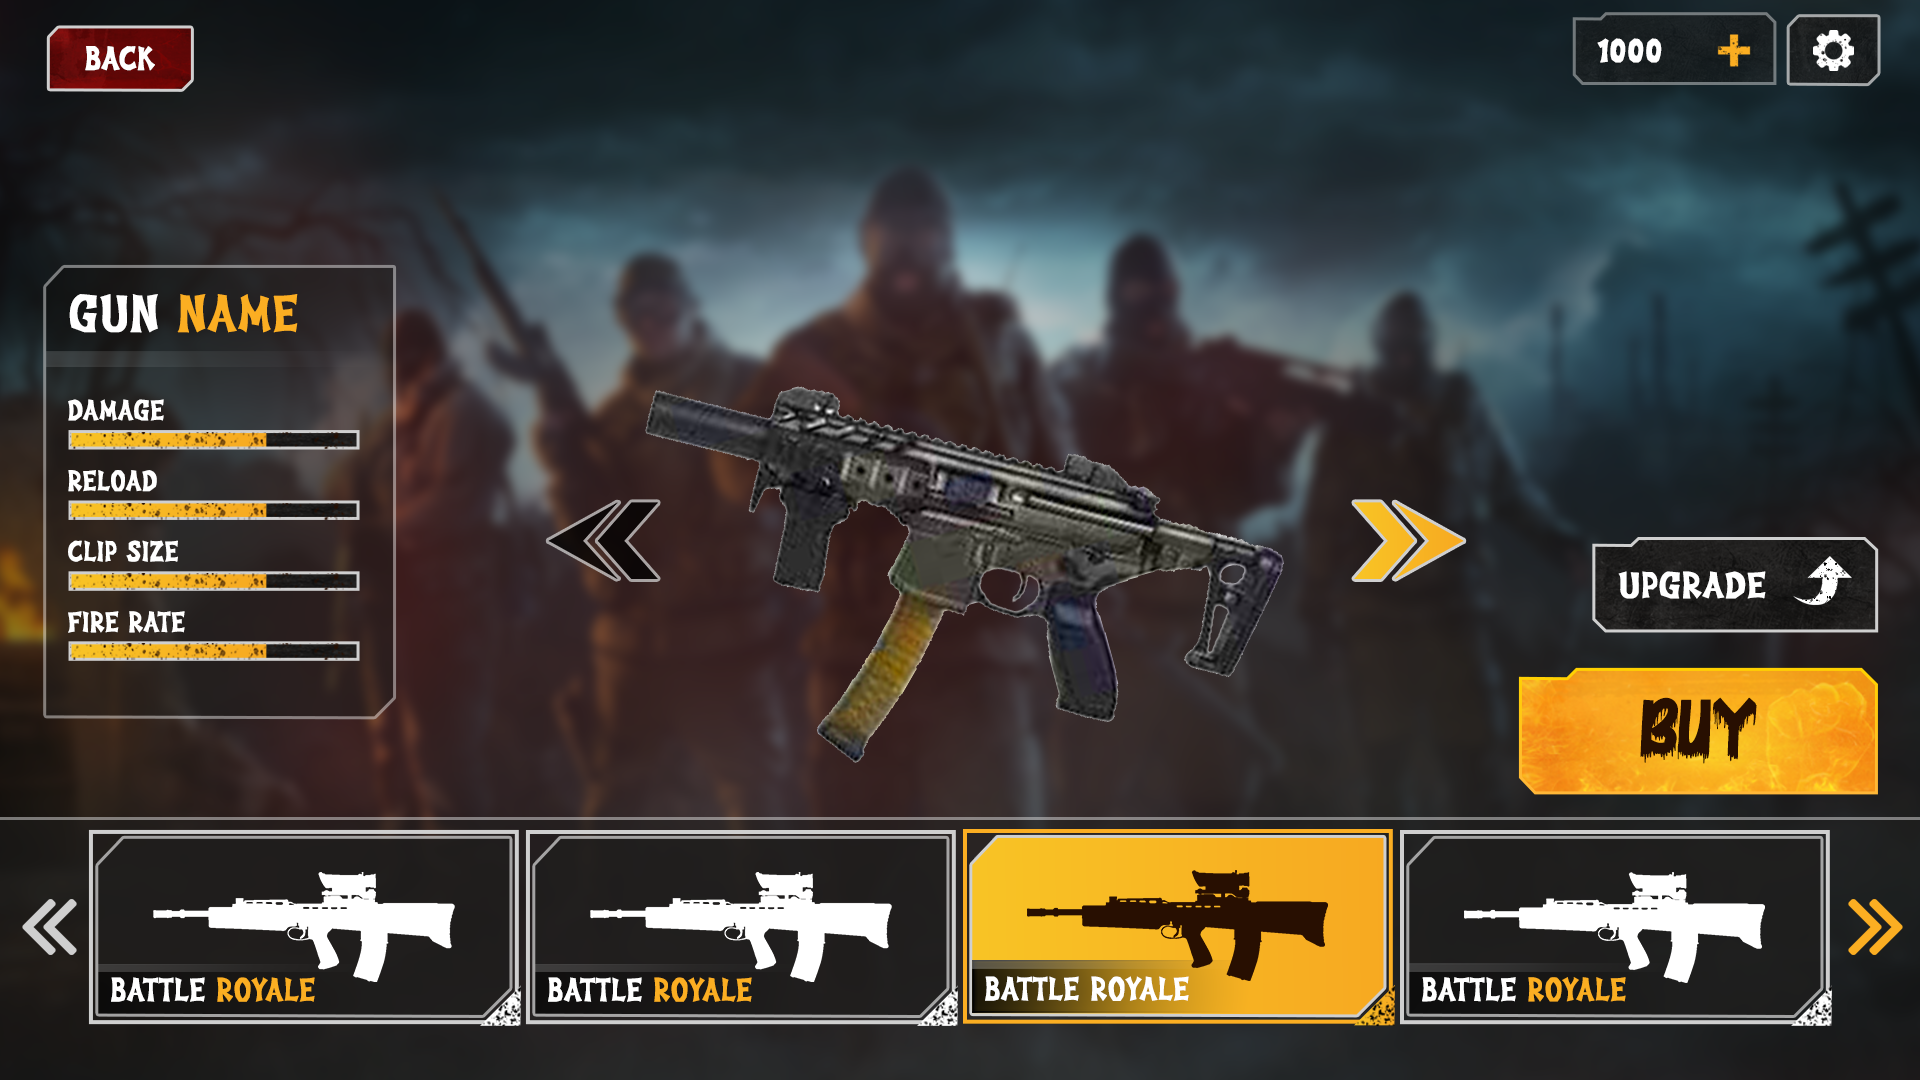 BACK
1000
GUN NAME
DAMAGE
RELOAD
CLIP SIZE
FIRE RATE
UPGRADE
BUY
BATTLE ROYALE
BATTLE ROYALE
BATTLE ROYALE
BATTLE ROYALE